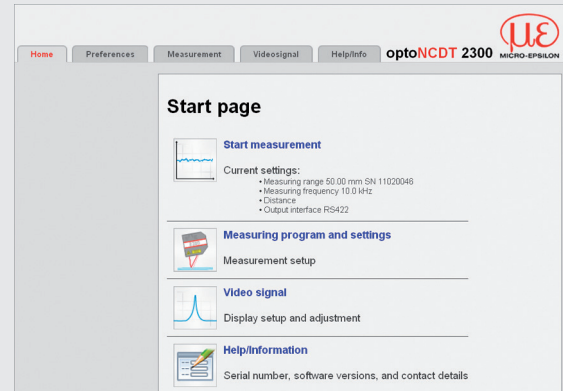 Home Preferences Measurement Videosignal Help/Info optoNCDT 2300 με MICRO-EPSILON
Start page
Start measurement
Current settings:
• Measuring range 50.00 mm SN 11020046
• Measuring frequency 10.0 kHz
• Distance
• Output interface RS422
Measuring program and settings
Measurement setup
Video signal
Display setup and adjustment
Help/Information
Serial number, software versions, and contact details